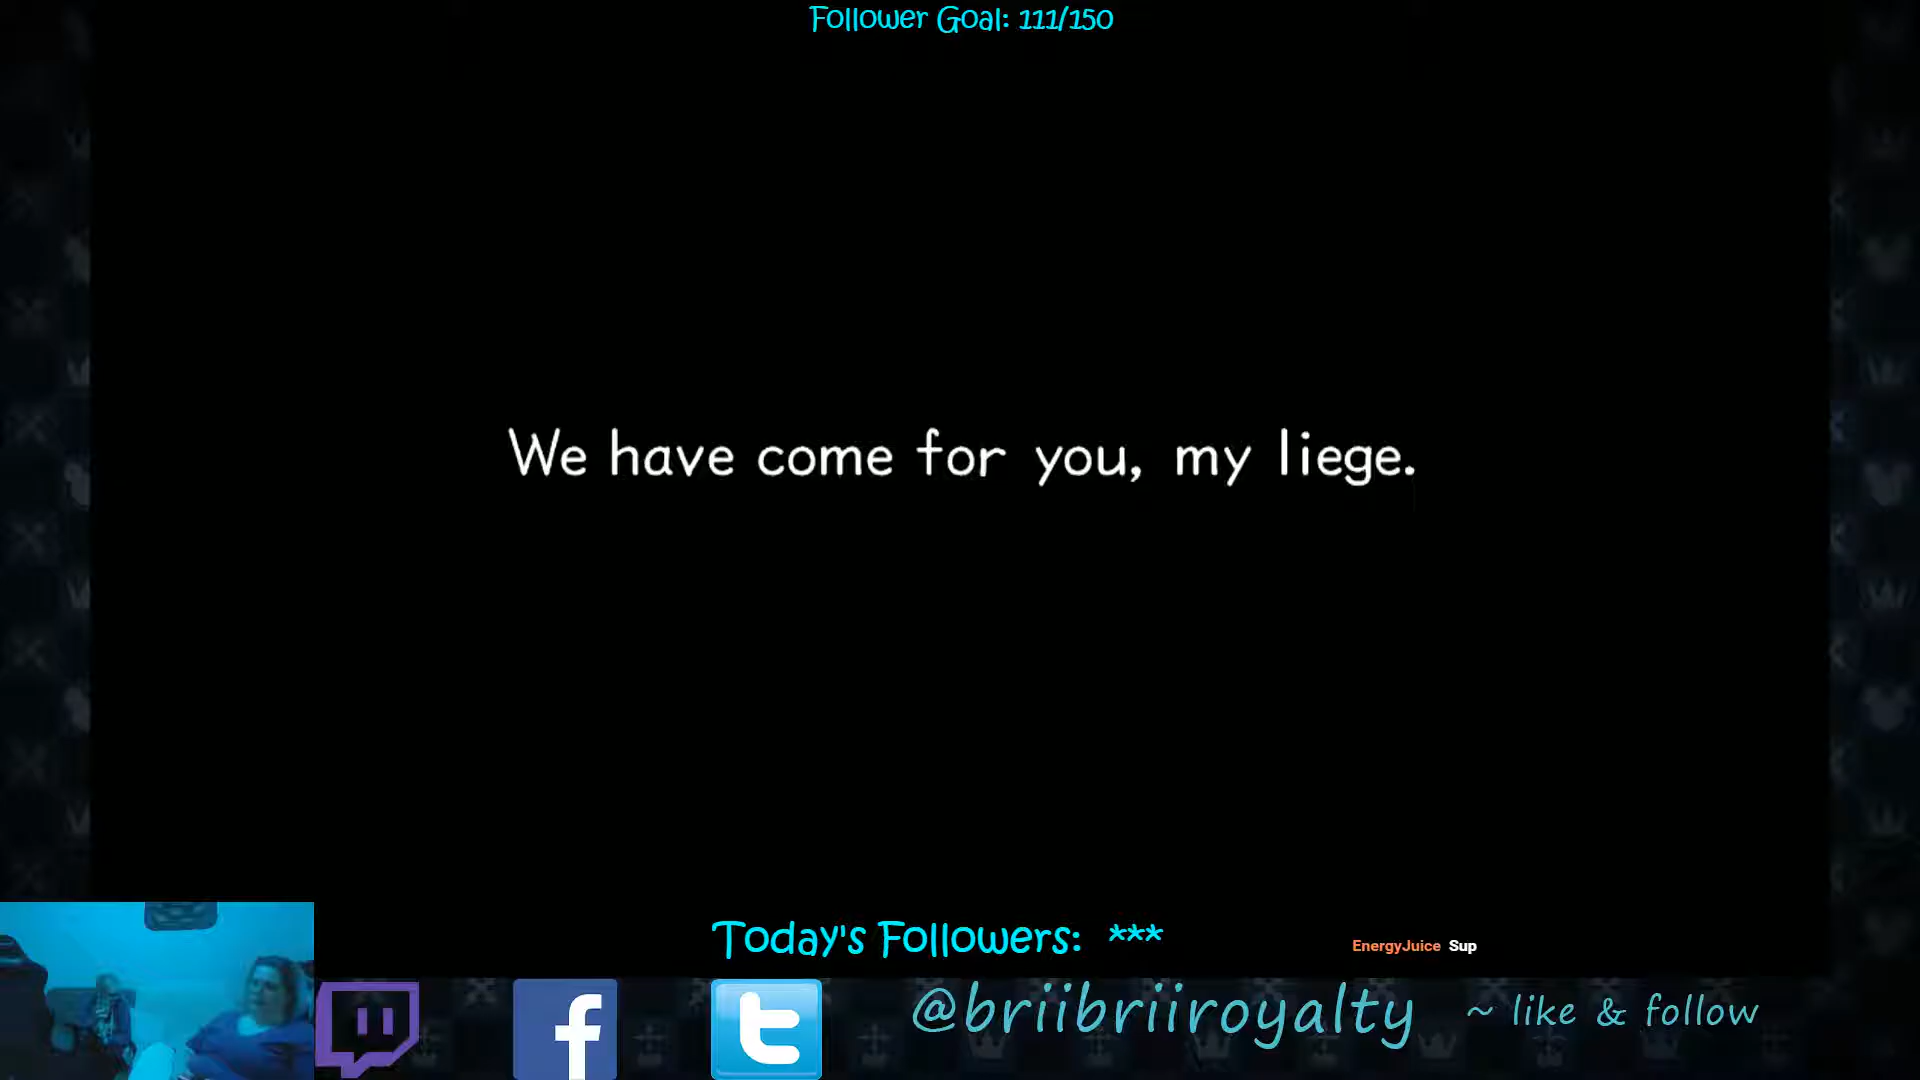 Follower Goal: 111/150
We have come for you, my liege.
Today's Followers: ***
EnergyJuice Sup
@briibriiroyalty ~ like & follow